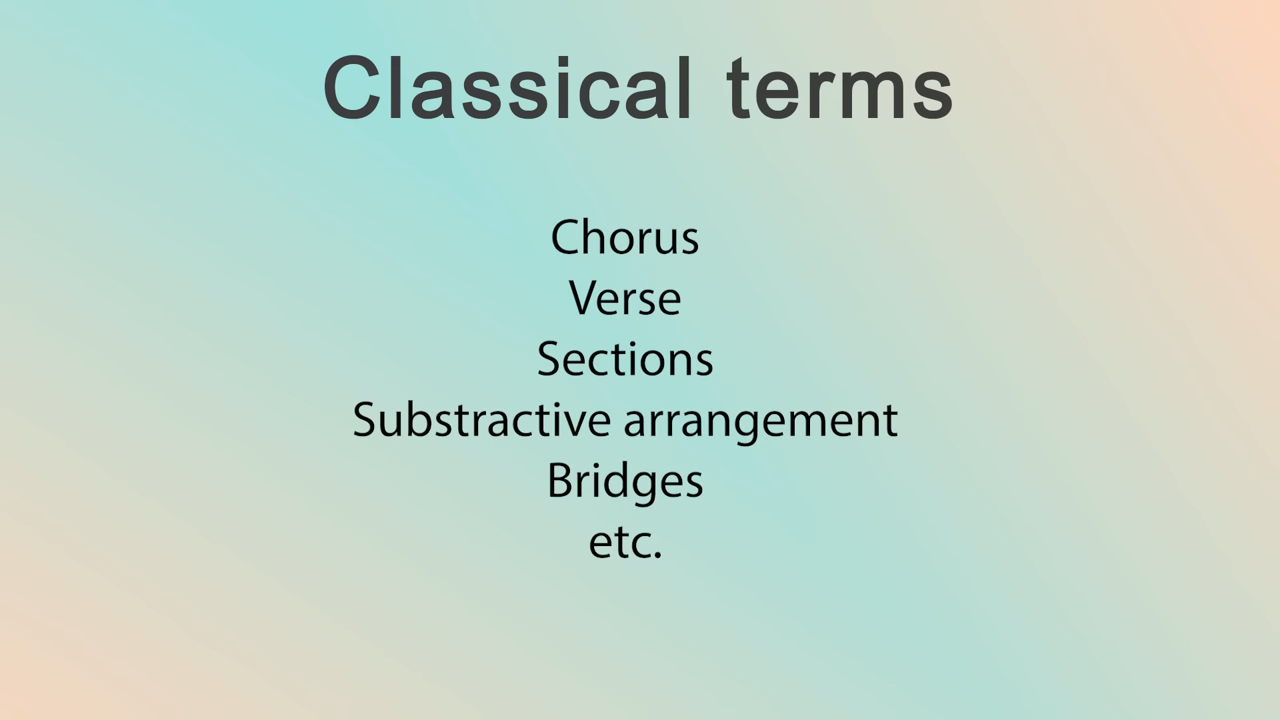 Classical terms
Chorus
Verse
Sections
Substractive arrangement
Bridges
etc.